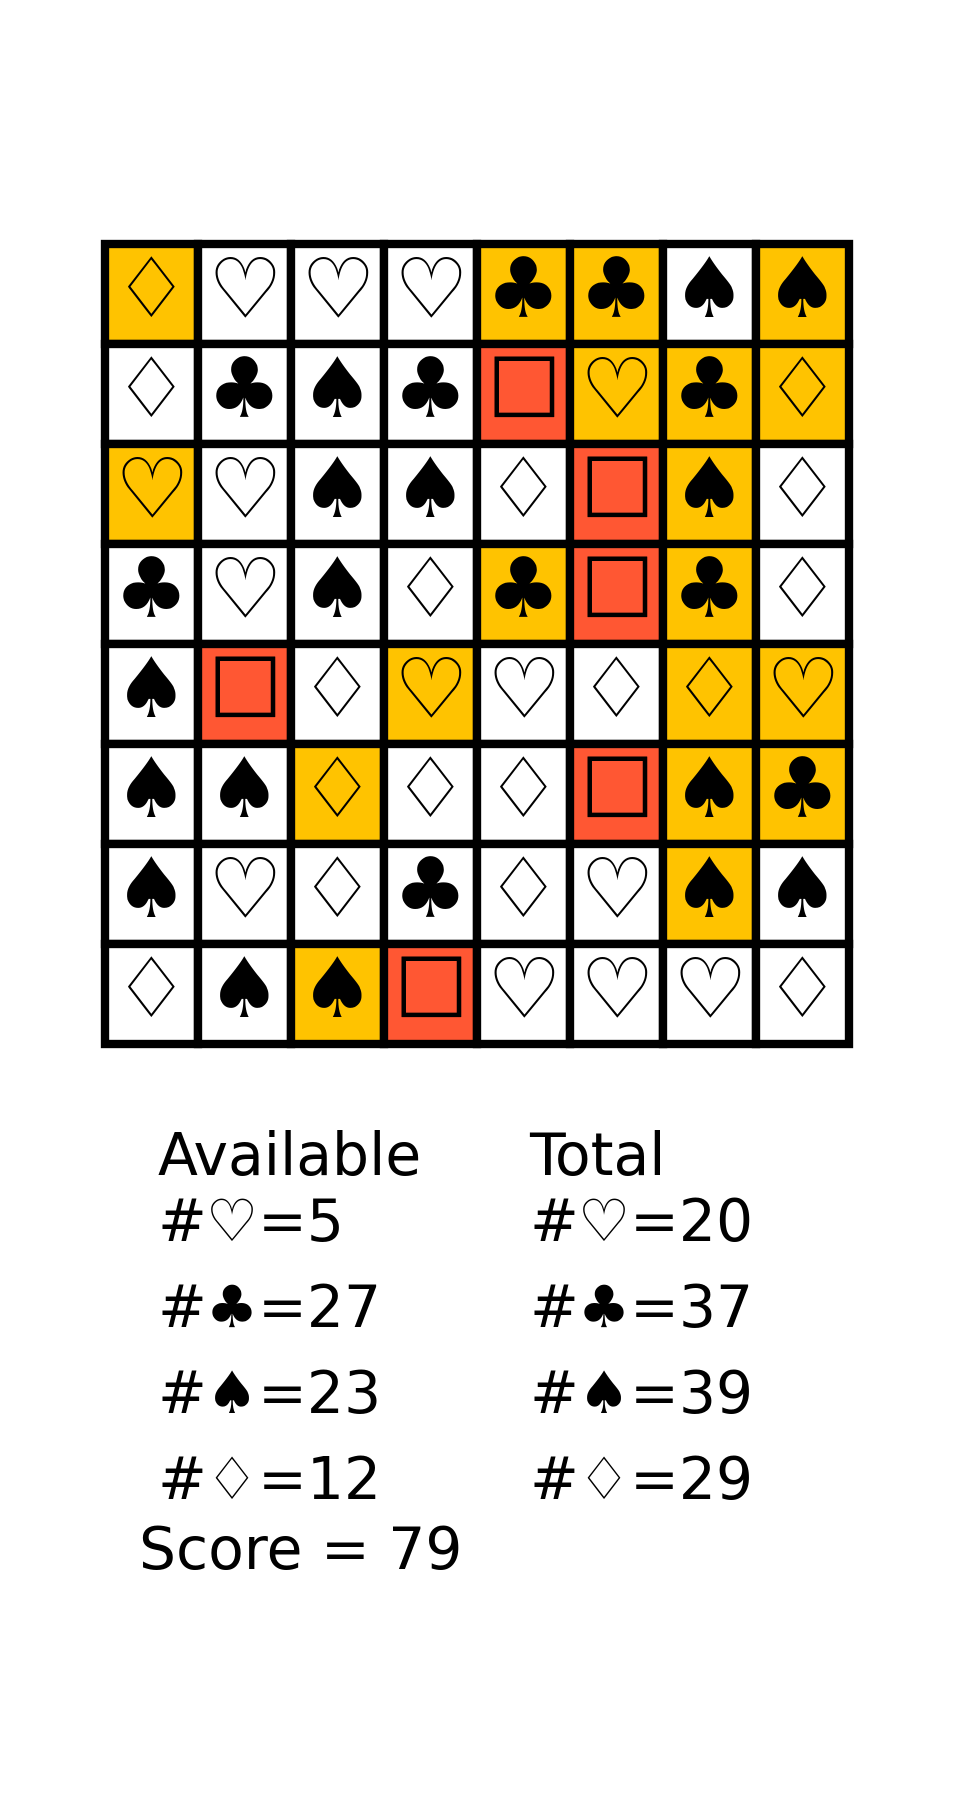 ♢ ♡ ♡ ♡ ♣ ♣ ♠ ♠
♢ ♣ ♠ ♣ □ ♡ ♣ ♢
♡ ♡ ♠ ♠ ♢ □ ♠ ♢
♣ ♡ ♠ ♢ ♣ □ ♣ ♢
♠ □ ♢ ♡ ♡ ♢ ♢ ♡
♠ ♠ ♢ ♢ ♢ □ ♠ ♣
♠ ♡ ♢ ♣ ♢ ♡ ♠ ♠
♢ ♠ ♠ □ ♡ ♡ ♡ ♢
Available Total
#♡=5 #♡=20
#♣=27 #♣=37
#♠=23 #♠=39
#♢=12 #♢=29
Score = 79